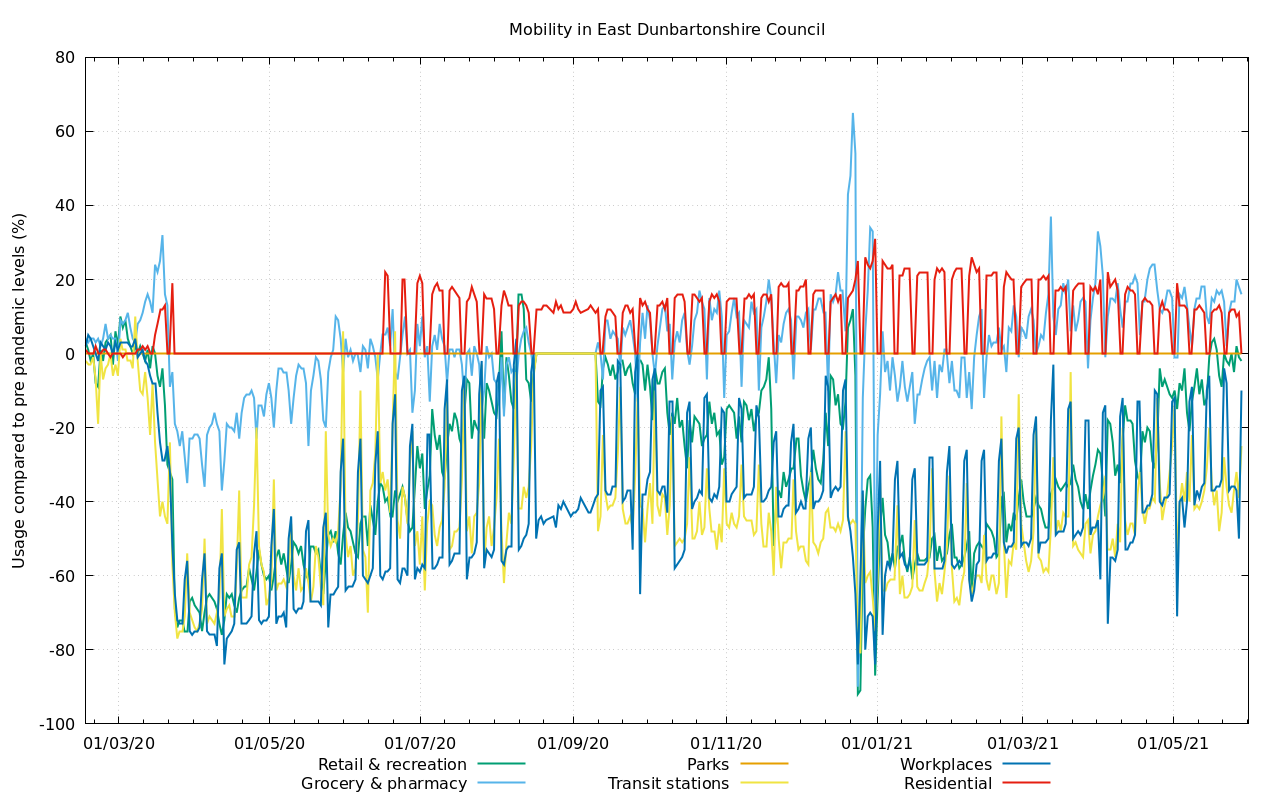 Mobility in East Dunbartonshire Council
Usage compared to pre pandemic levels (%)
80
60
40
20
0
-20
-40
-60
-80
-100
01/03/20 01/05/20 01/07/20 01/09/20 01/11/20 01/01/21 01/03/21 01/05/21
Retail & recreation Parks Workplaces
Grocery & pharmacy Transit stations Residential